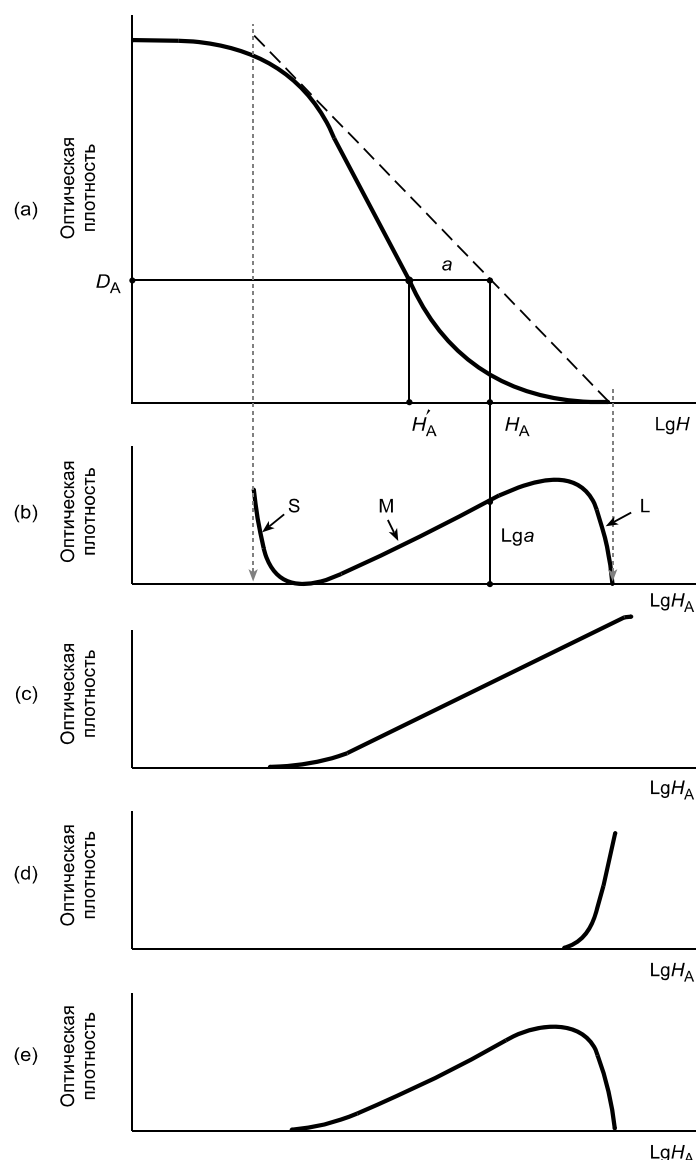 (a)
Оптическая
плотность
D_A
a
H′_A
H_A
LgH
(b)
Оптическая
плотность
S
M
L
Lga
LgH_A
(c)
Оптическая
плотность
LgH_A
(d)
Оптическая
плотность
LgH_A
(e)
Оптическая
плотность
LgH_A